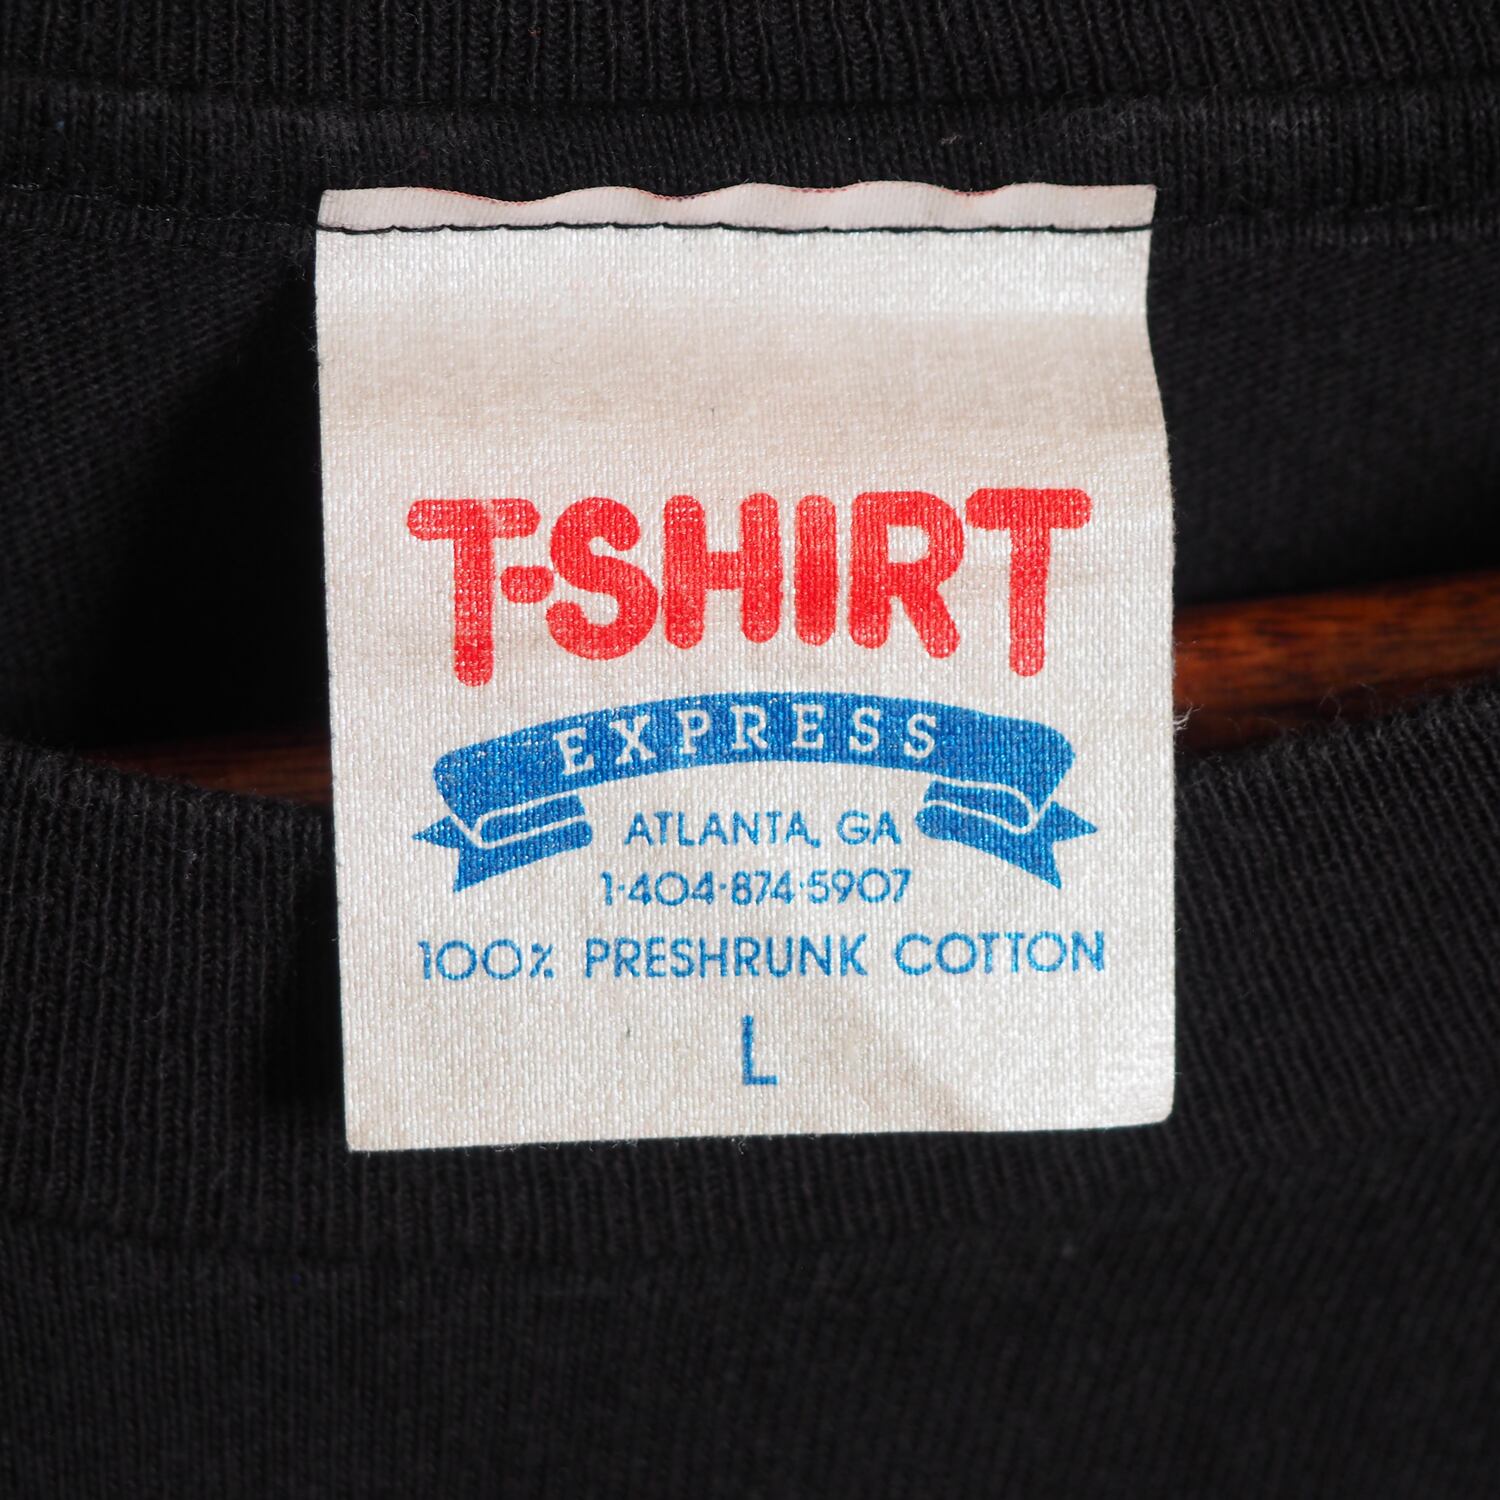 T-SHIRT
EXPRESS
ATLANTA, GA
1-404-874-5907
100% PRESHRUNK COTTON
L